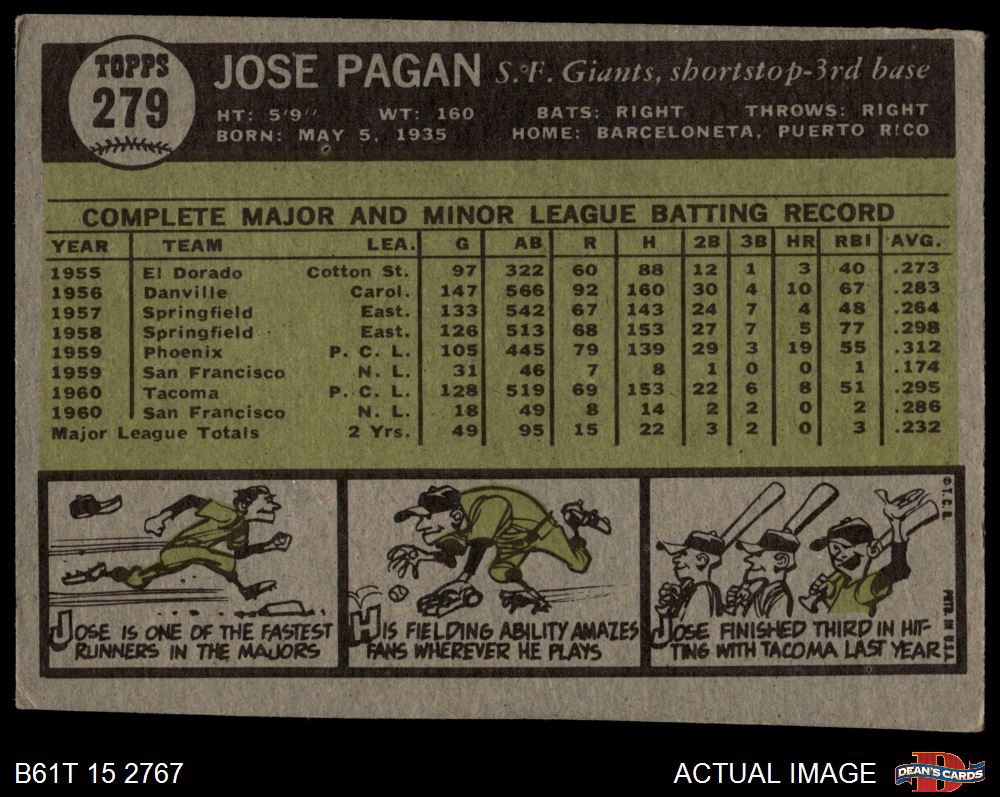 TOPPS
279
JOSE PAGAN S.F. Giants, shortstop-3rd base
HT: 5'9" WT: 160 BATS: RIGHT THROWS: RIGHT
BORN: MAY 5, 1935 HOME: BARCELONETA, PUERTO RICO
COMPLETE MAJOR AND MINOR LEAGUE BATTING RECORD
YEAR TEAM LEA. G AB R H 2B 3B HR RBI AVG.
1955 El Dorado Cotton St. 97 322 60 88 12 1 3 40 .273
1956 Danville Carol. 147 566 92 160 30 4 10 67 .283
1957 Springfield East. 133 542 67 143 24 7 4 48 .264
1958 Springfield East. 126 513 68 153 27 7 5 77 .298
1959 Phoenix P. C. L. 105 445 79 139 29 3 19 55 .312
1959 San Francisco N. L. 31 46 7 8 1 0 0 1 .174
1960 Tacoma P. C. L. 128 519 69 153 22 6 8 51 .295
1960 San Francisco N. L. 18 49 8 14 2 2 0 2 .286
Major League Totals 2 Yrs. 49 95 15 22 3 2 0 3 .232
JOSE IS ONE OF THE FASTEST
RUNNERS IN THE MAJORS
HIS FIELDING ABILITY AMAZES
FANS WHEREVER HE PLAYS
JOSE FINISHED THIRD IN HIT-
TING WITH TACOMA LAST YEAR
© T.C.G. PRTD. IN U.S.A.
B61T 15 2767
ACTUAL IMAGE
D
DEAN'S CARDS